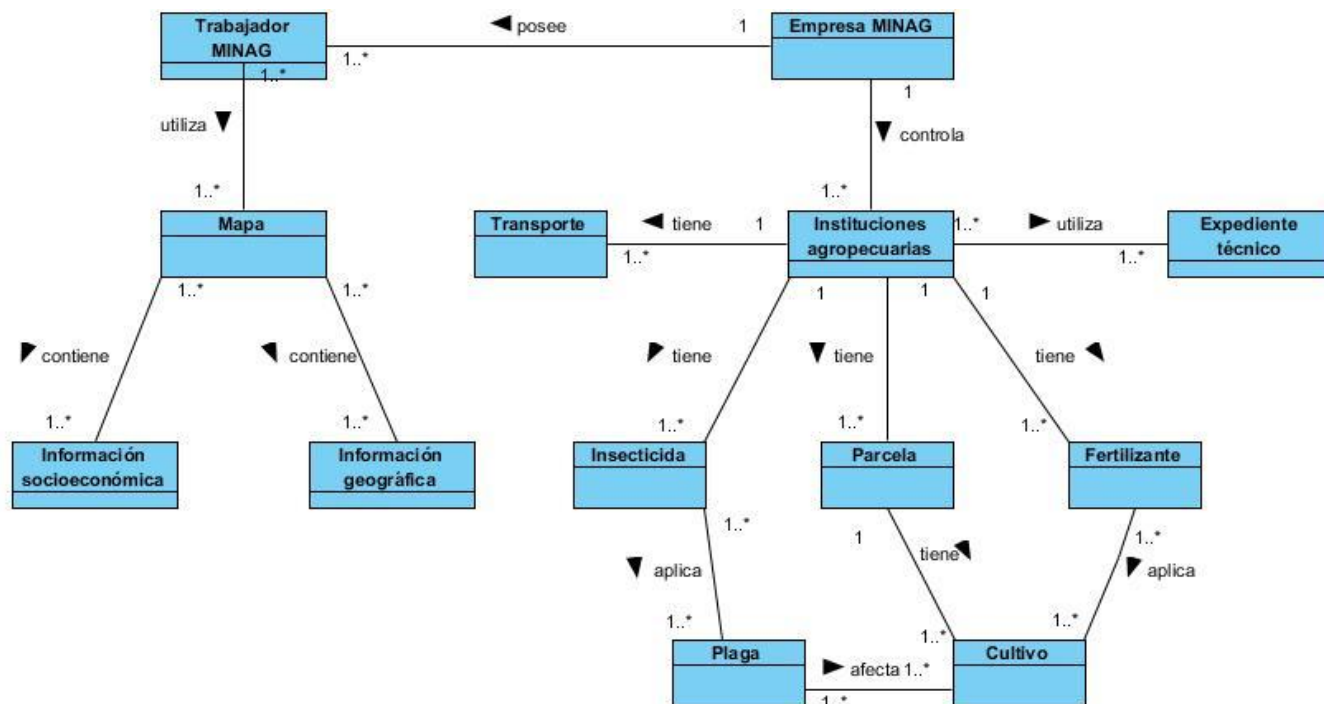 Trabajador
MINAG
posee
1
Empresa MINAG
1..*
1..*
1
utiliza
controla
1..*
1..*
Mapa
Transporte
tiene
1
Instituciones
agropecuarias
1..*
utiliza
Expediente
técnico
1..*
1..*
1..*
1..*
1
1
1
contiene
contiene
tiene
tiene
tiene
1..*
1..*
1..*
1..*
1..*
Información
socioeconómica
Información
geográfica
Insecticida
Parcela
Fertilizante
1..*
1
1..*
aplica
tiene
aplica
1..*
1..*
1..*
Plaga
afecta
1..*
Cultivo
1..*